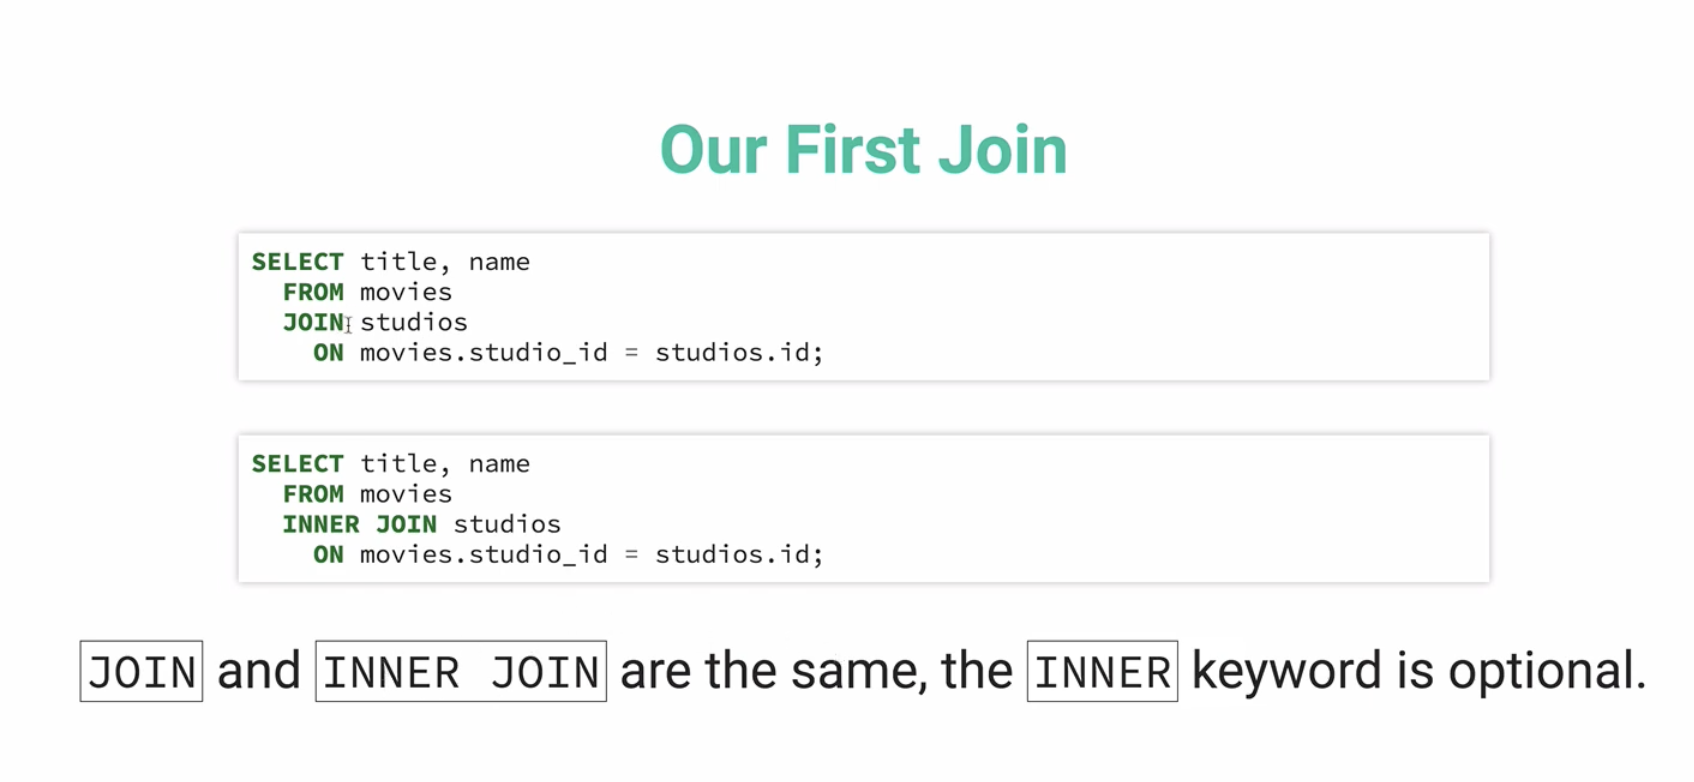 Our First Join
SELECT title, name
FROM movies
JOIN studios
ON movies.studio_id = studios.id;
SELECT title, name
FROM movies
INNER JOIN studios
ON movies.studio_id = studios.id;
JOIN and INNER JOIN are the same, the INNER keyword is optional.